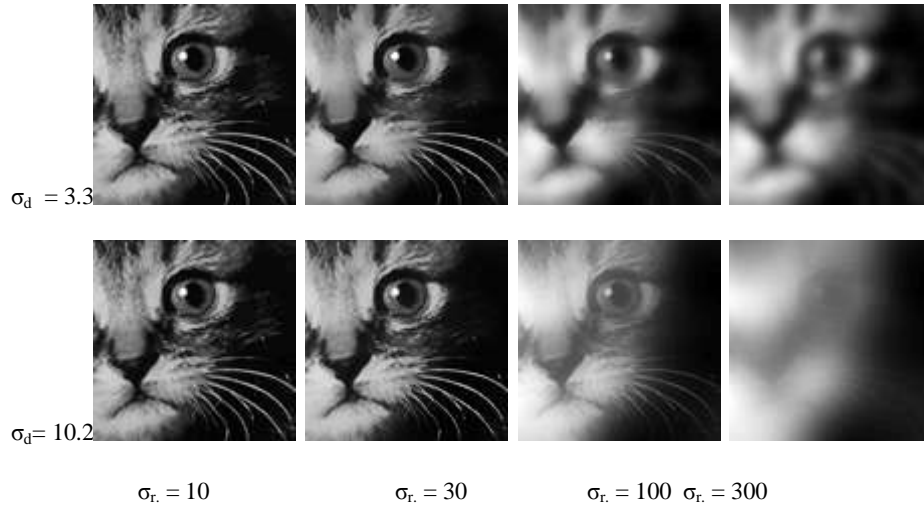 σd = 3.3
σd= 10.2
σr. = 10 σr. = 30 σr. = 100 σr. = 300